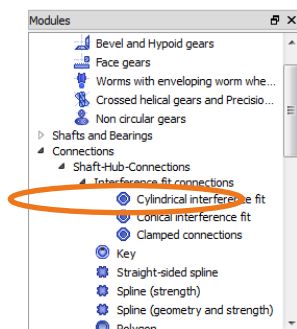 Modules
Bevel and Hypoid gears
Face gears
Worms with enveloping worm whe...
Crossed helical gears and Precisio...
Non circular gears
Shafts and Bearings
Connections
Shaft-Hub-Connections
Interference fit connections
Cylindrical interference fit
Conical interference fit
Clamped connections
Key
Straight-sided spline
Spline (strength)
Spline (geometry and strength)
Polygon